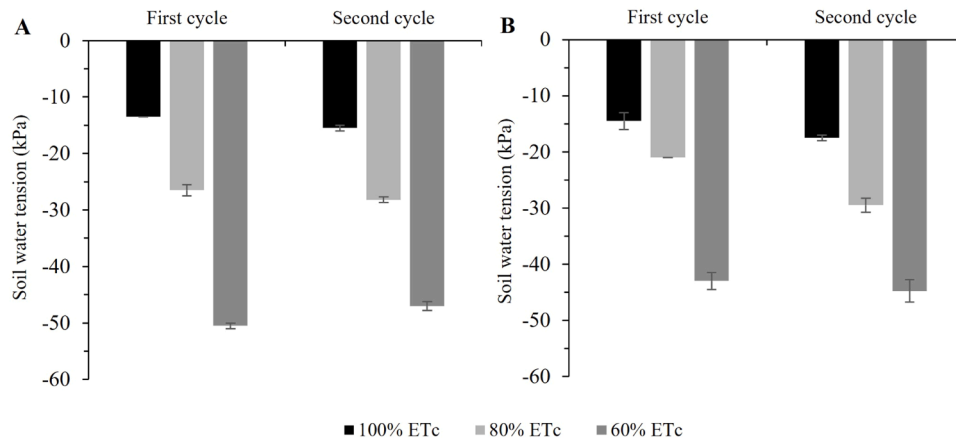 A
First cycle
Second cycle
Soil water tension (kPa)
0
-10
-20
-30
-40
-50
-60
B
First cycle
Second cycle
Soil water tension (kPa)
0
-10
-20
-30
-40
-50
-60
100% ETc
80% ETc
60% ETc